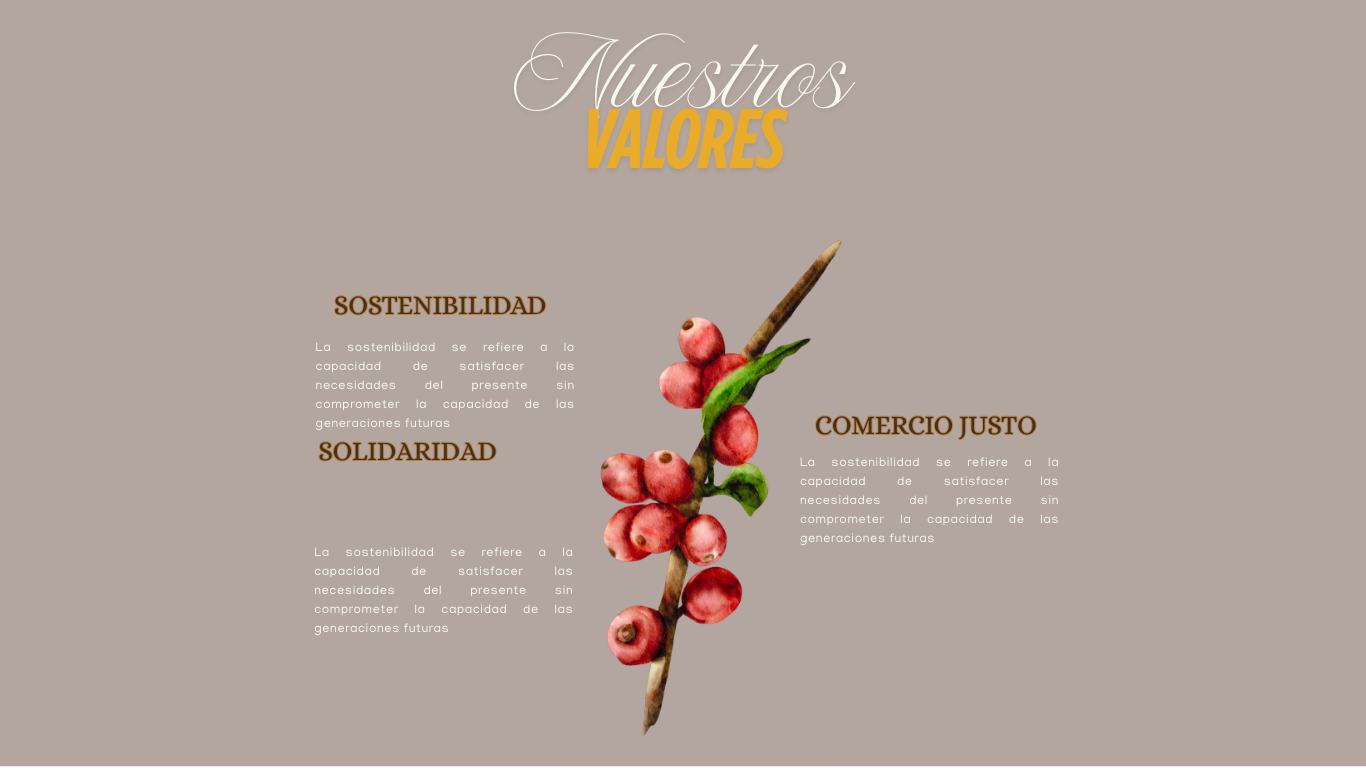 Nuestros
VALORES
SOSTENIBILIDAD
La sostenibilidad se refiere a la
capacidad de satisfacer las
necesidades del presente sin
comprometer la capacidad de las
generaciones futuras
SOLIDARIDAD
La sostenibilidad se refiere a la
capacidad de satisfacer las
necesidades del presente sin
comprometer la capacidad de las
generaciones futuras
COMERCIO JUSTO
La sostenibilidad se refiere a la
capacidad de satisfacer las
necesidades del presente sin
comprometer la capacidad de las
generaciones futuras